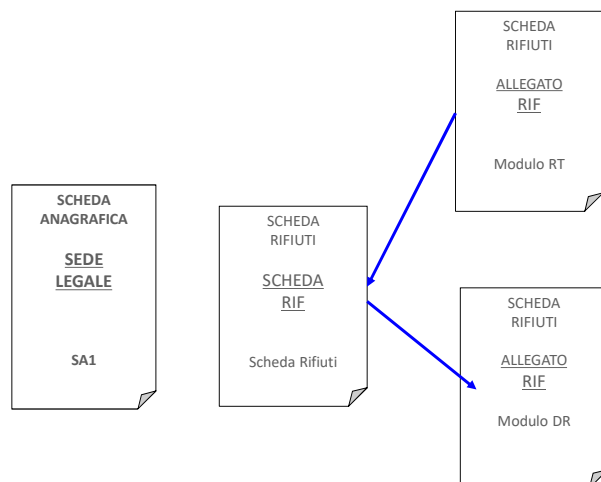 SCHEDA
ANAGRAFICA
SEDE
LEGALE
SA1
SCHEDA
RIFIUTI
SCHEDA
RIF
Scheda Rifiuti
SCHEDA
RIFIUTI
ALLEGATO
RIF
Modulo RT
SCHEDA
RIFIUTI
ALLEGATO
RIF
Modulo DR